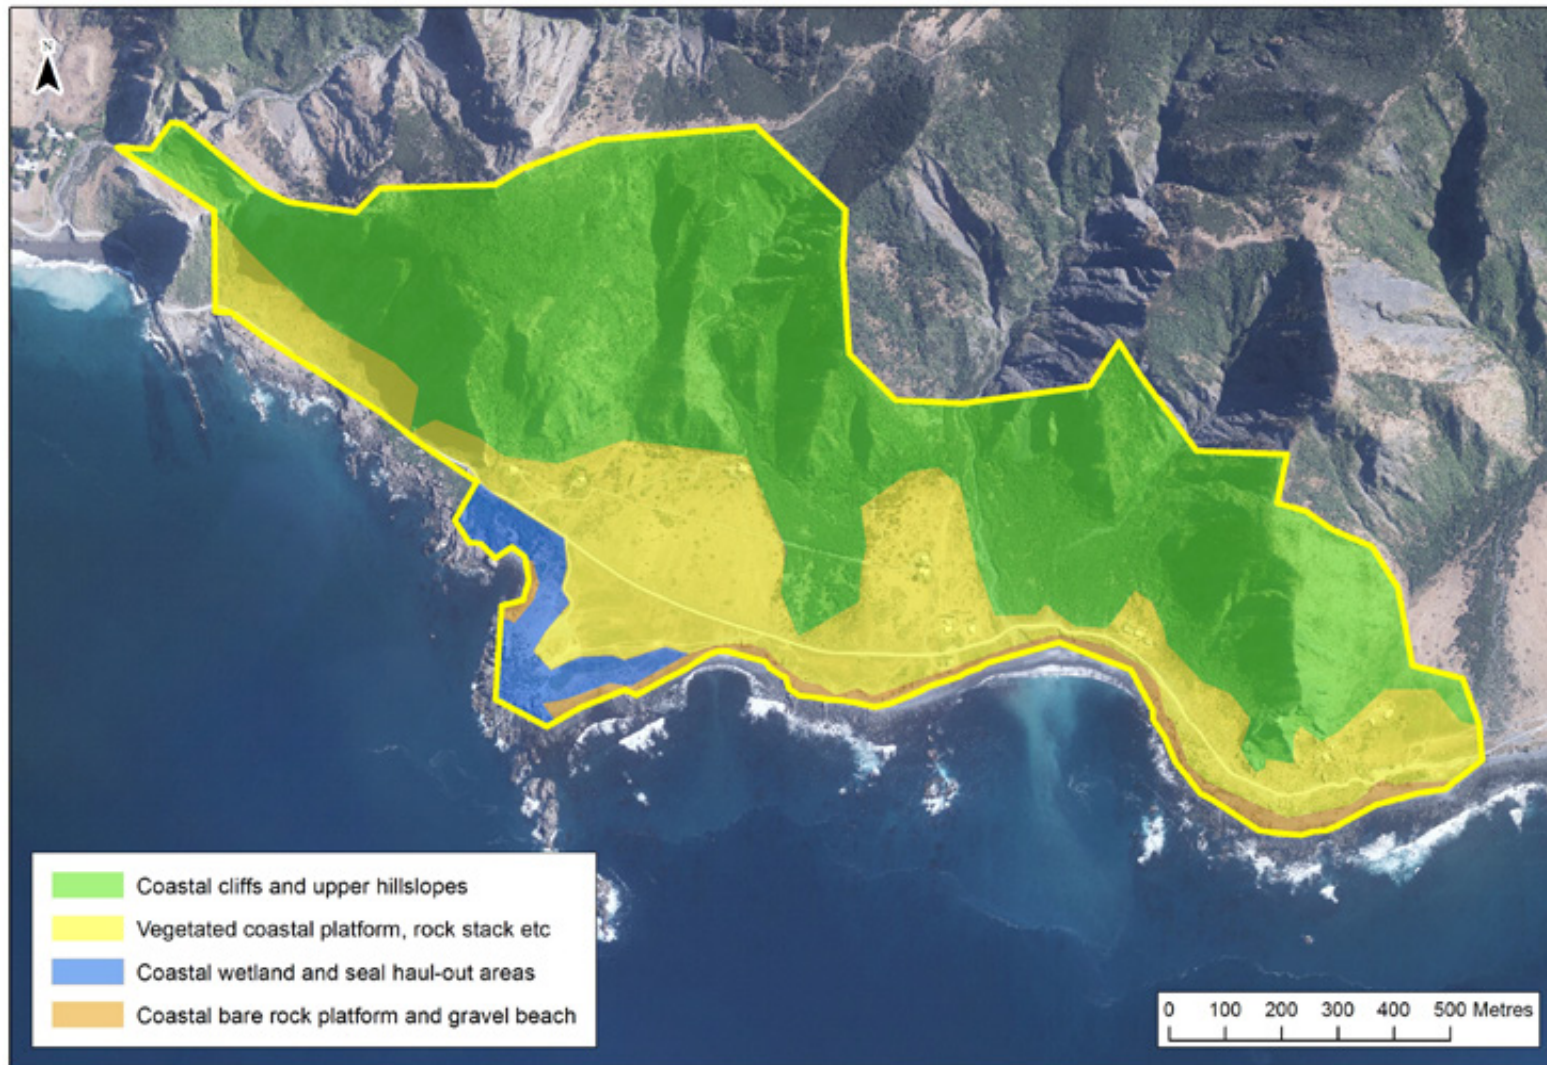 N
Coastal cliffs and upper hillslopes
Vegetated coastal platform, rock stack etc
Coastal wetland and seal haul-out areas
Coastal bare rock platform and gravel beach
0 100 200 300 400 500 Metres